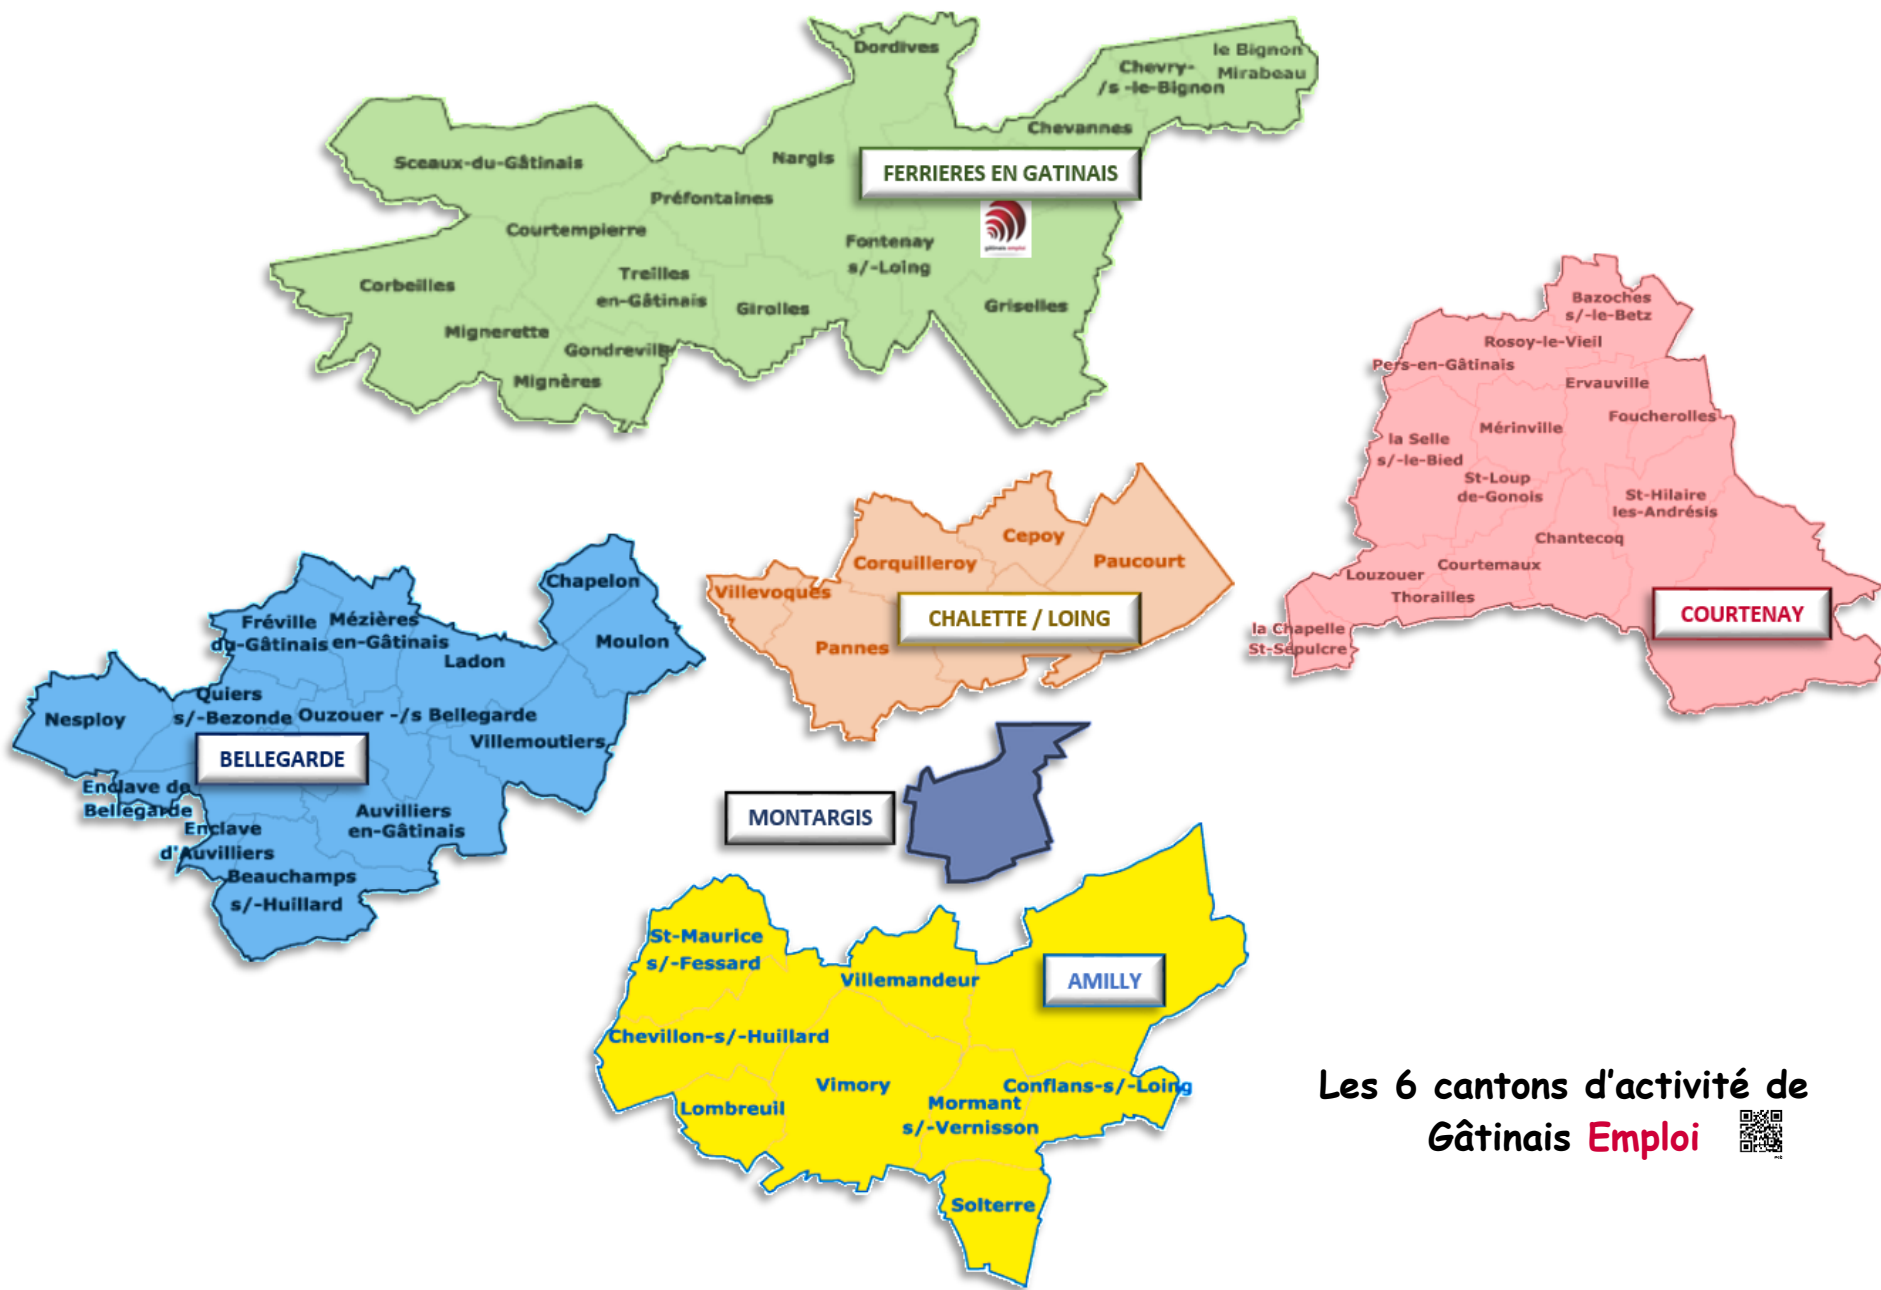 Dordives
le Bignon
Mirabeau
Chevry-
/s -le-Bignon
Chevannes
Sceaux-du-Gâtinais
Nargis
FERRIERES EN GATINAIS
Préfontaines
Courtempierre
Fontenay
s/-Loing
gâtinais emploi
Treilles
en-Gâtinais
Corbeilles
Girolles
Griselles
Mignerette
Gondreville
Mignères
Bazoches
s/-le-Betz
Rosoy-le-Vieil
Pers-en-Gâtinais
Ervauville
Foucherolles
Mérinville
la Selle
s/-le-Bied
St-Loup
de-Gonois
St-Hilaire
les-Andrésis
Chantecoq
Courtemaux
Louzouer
Thorailles
COURTENAY
la Chapelle
St-Sépulcre
Cepoy
Corquilleroy
Paucourt
Villevoques
CHALETTE / LOING
Pannes
Chapelon
Fréville
du-Gâtinais
Mézières
en-Gâtinais
Moulon
Ladon
Quiers
s/-Bezonde
Ouzouer -/s Bellegarde
Nesploy
Villemoutiers
BELLEGARDE
Enclave de
Bellegarde
Auvilliers
en-Gâtinais
Enclave
d'Auvilliers
Beauchamps
s/-Huillard
MONTARGIS
St-Maurice
s/-Fessard
Villemandeur
AMILLY
Chevillon-s/-Huillard
Vimory
Conflans-s/-Loing
Lombreuil
Mormant
s/-Vernisson
Solterre
Les 6 cantons d'activité de
Gâtinais Emploi